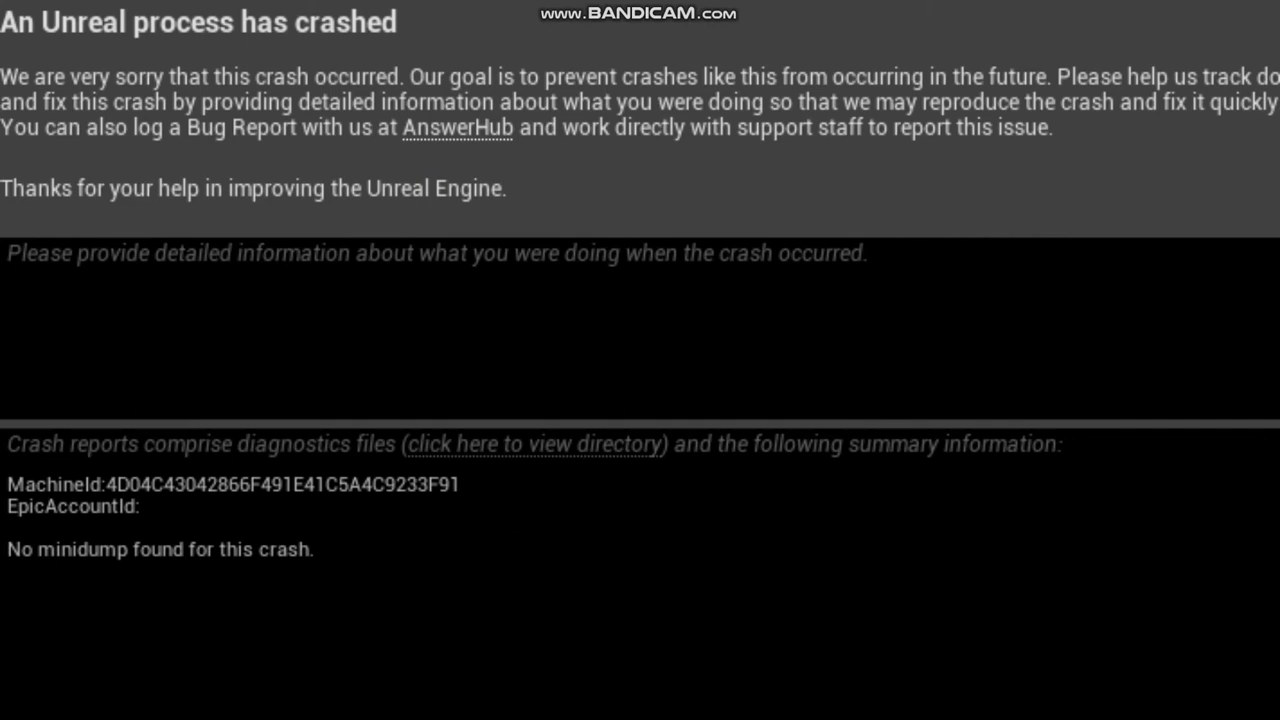 www.BANDICAM.com
An Unreal process has crashed
We are very sorry that this crash occurred. Our goal is to prevent crashes like this from occurring in the future. Please help us track do
and fix this crash by providing detailed information about what you were doing so that we may reproduce the crash and fix it quickly
You can also log a Bug Report with us at AnswerHub and work directly with support staff to report this issue.
Thanks for your help in improving the Unreal Engine.
Please provide detailed information about what you were doing when the crash occurred.
Crash reports comprise diagnostics files (click here to view directory) and the following summary information:
MachineId:4D04C43042866F491E41C5A4C9233F91
EpicAccountId:
No minidump found for this crash.